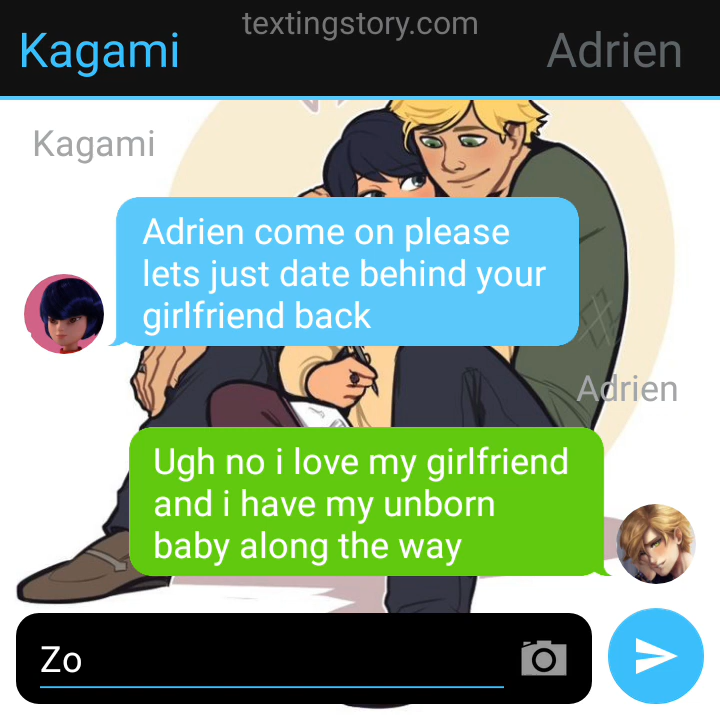 textingstory.com
Kagami
Adrien
Kagami
Adrien come on please
lets just date behind your
girlfriend back
Adrien
Ugh no i love my girlfriend
and i have my unborn
baby along the way
Zo